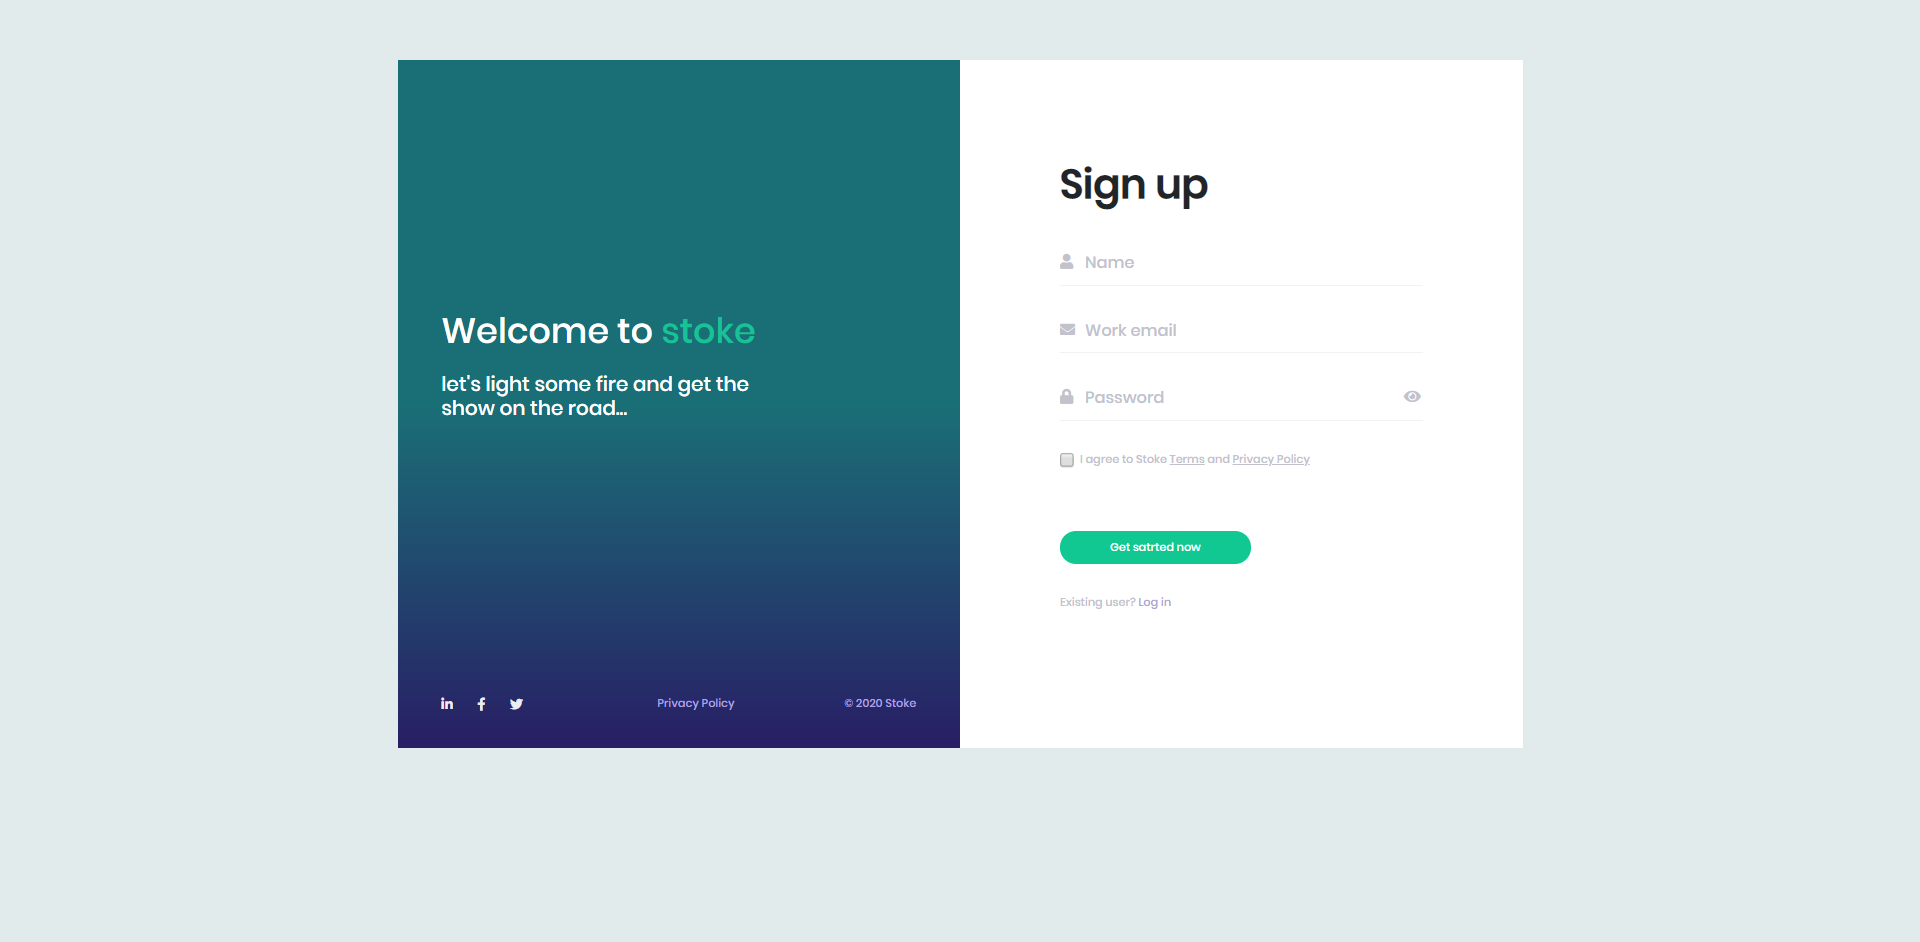 Welcome to stoke
let's light some fire and get the
show on the road...
Privacy Policy
© 2020 Stoke
Sign up
Name
Work email
Password
I agree to Stoke Terms and Privacy Policy
Get satrted now
Existing user? Log in